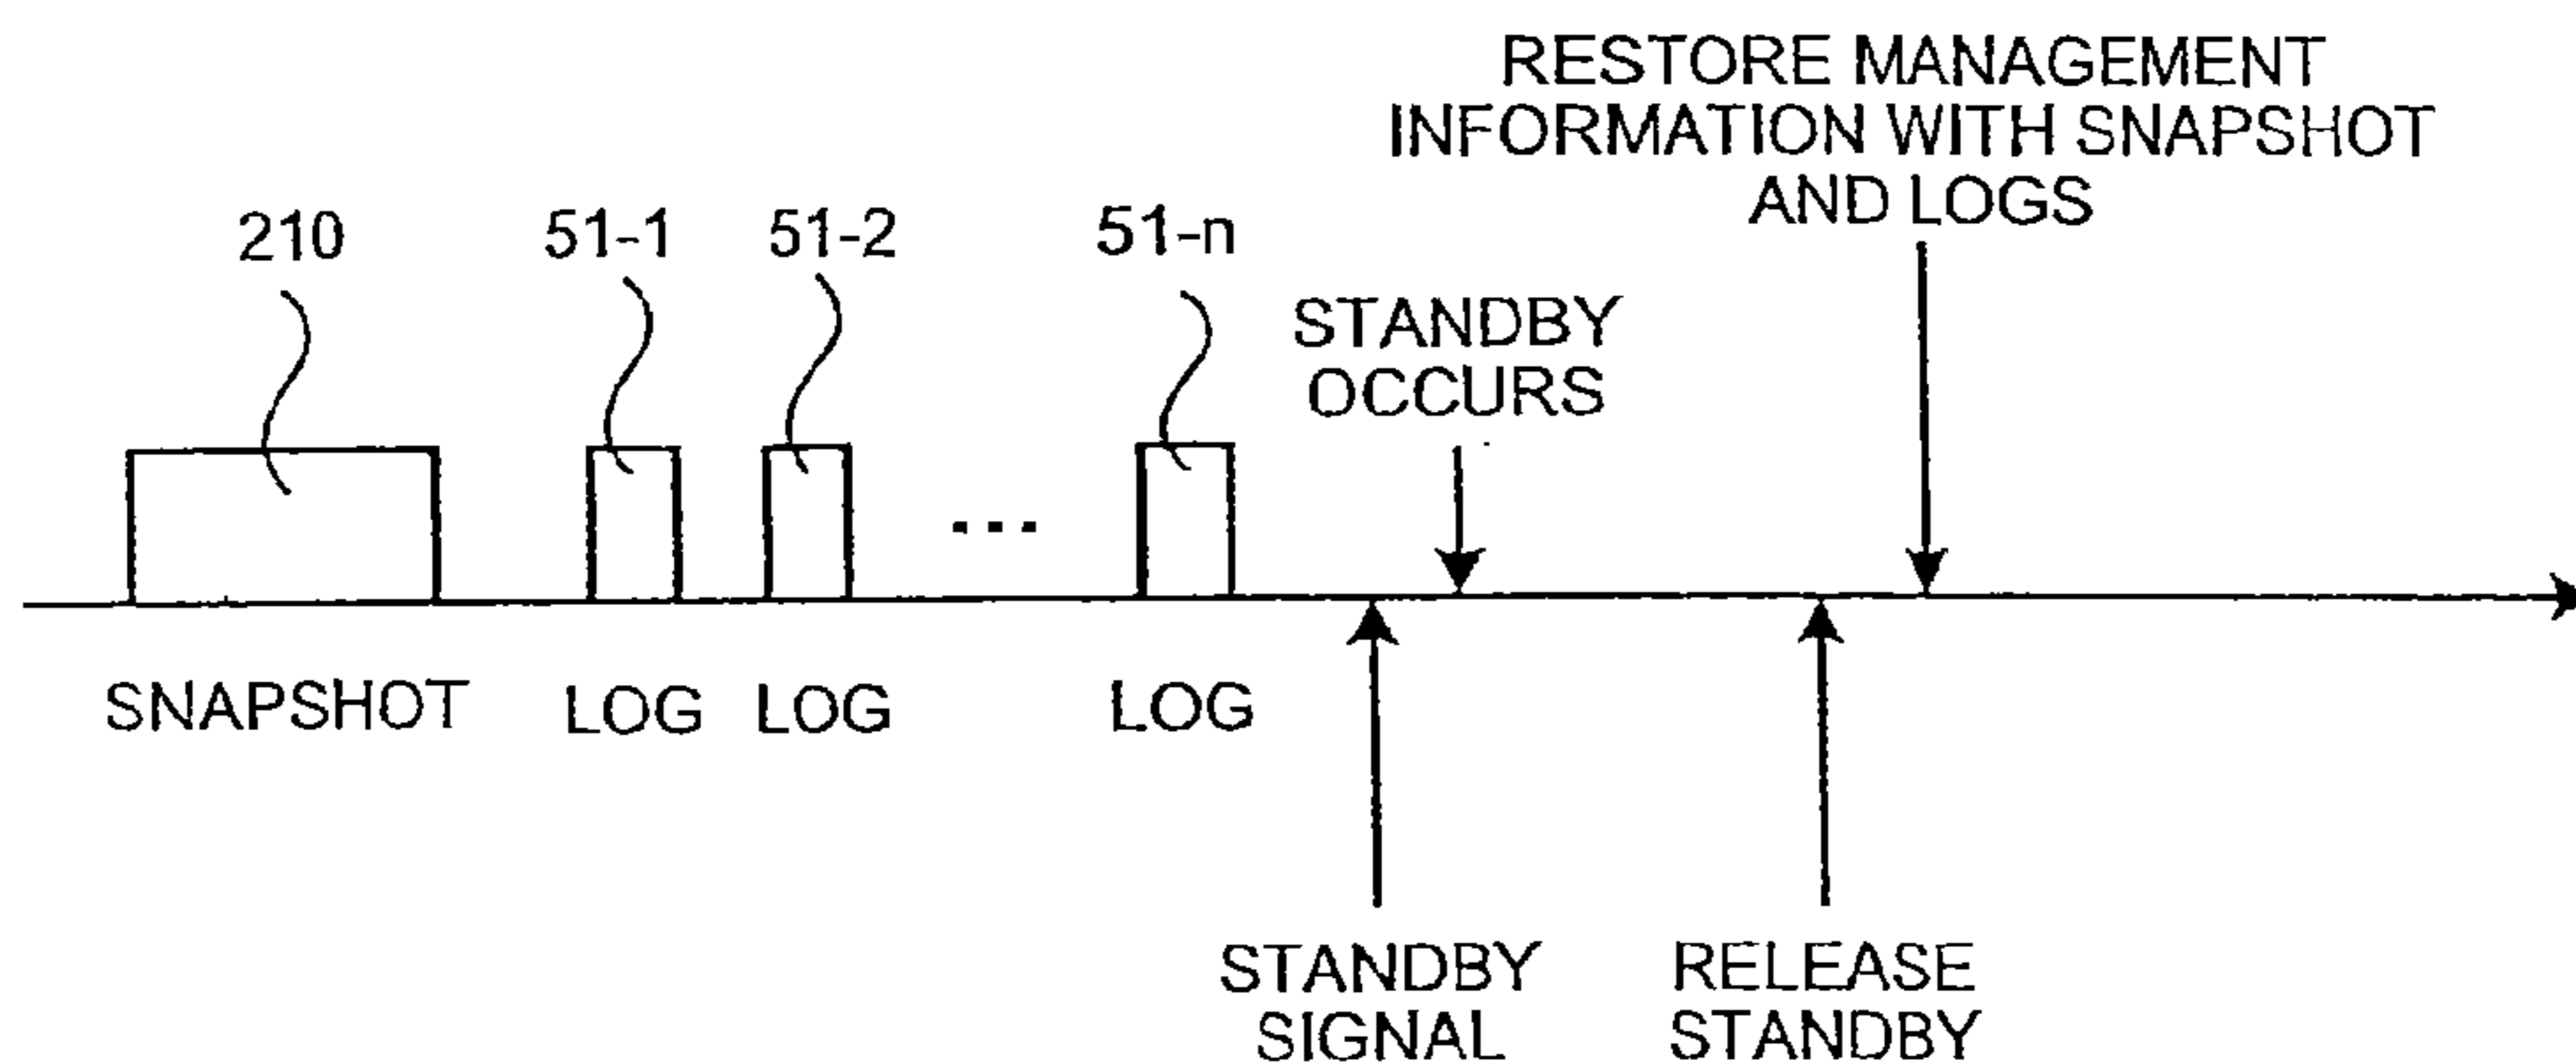 RESTORE MANAGEMENT
INFORMATION WITH SNAPSHOT
AND LOGS
210
51-1
51-2
51-n
STANDBY
OCCURS
...
SNAPSHOT
LOG
LOG
LOG
STANDBY
SIGNAL
RELEASE
STANDBY